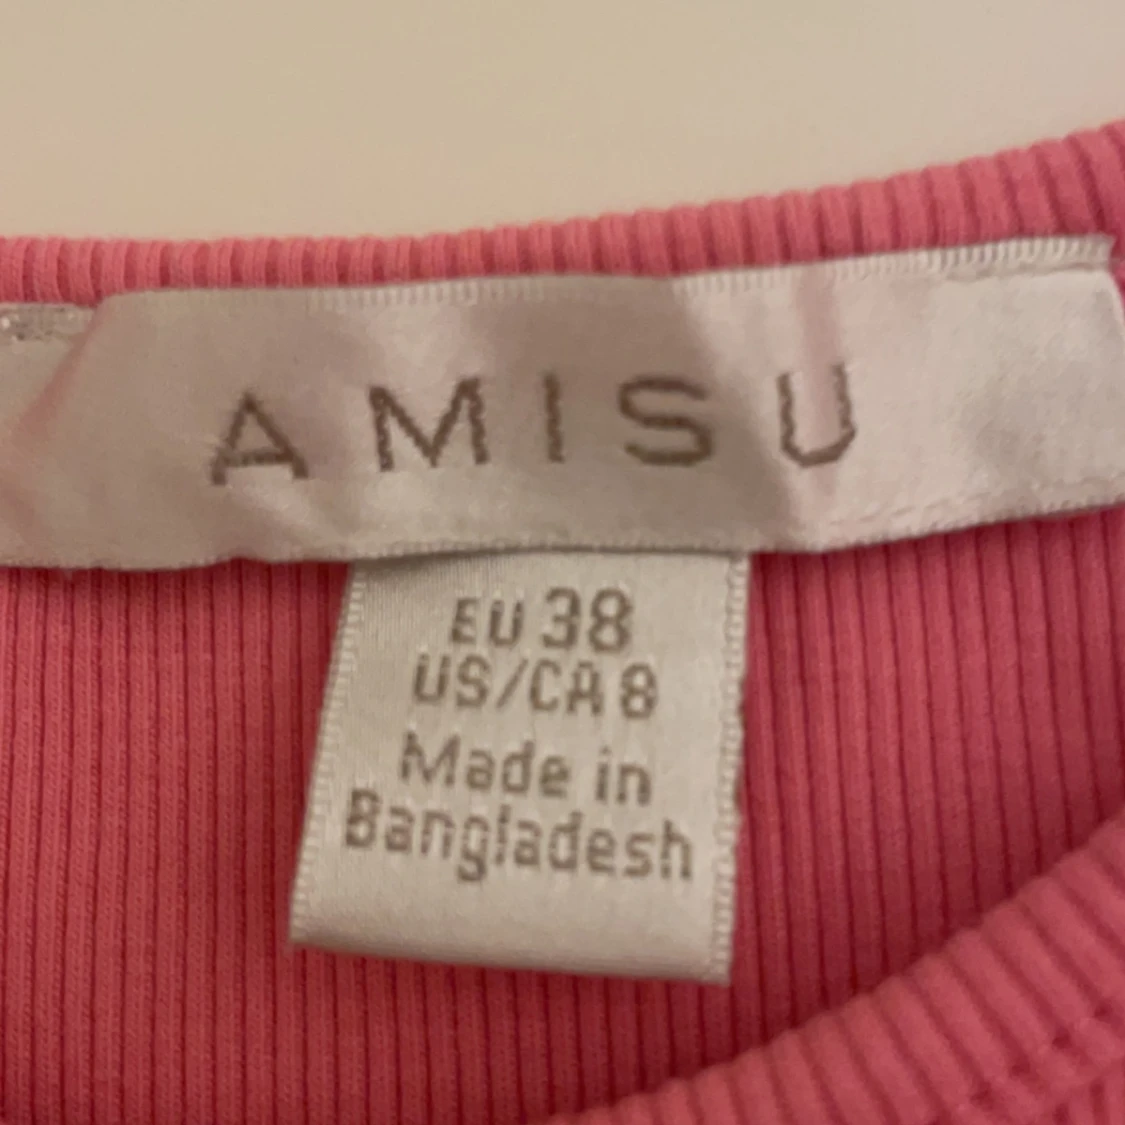 AMISU
EU 38
US/CA 8
Made in
Bangladesh